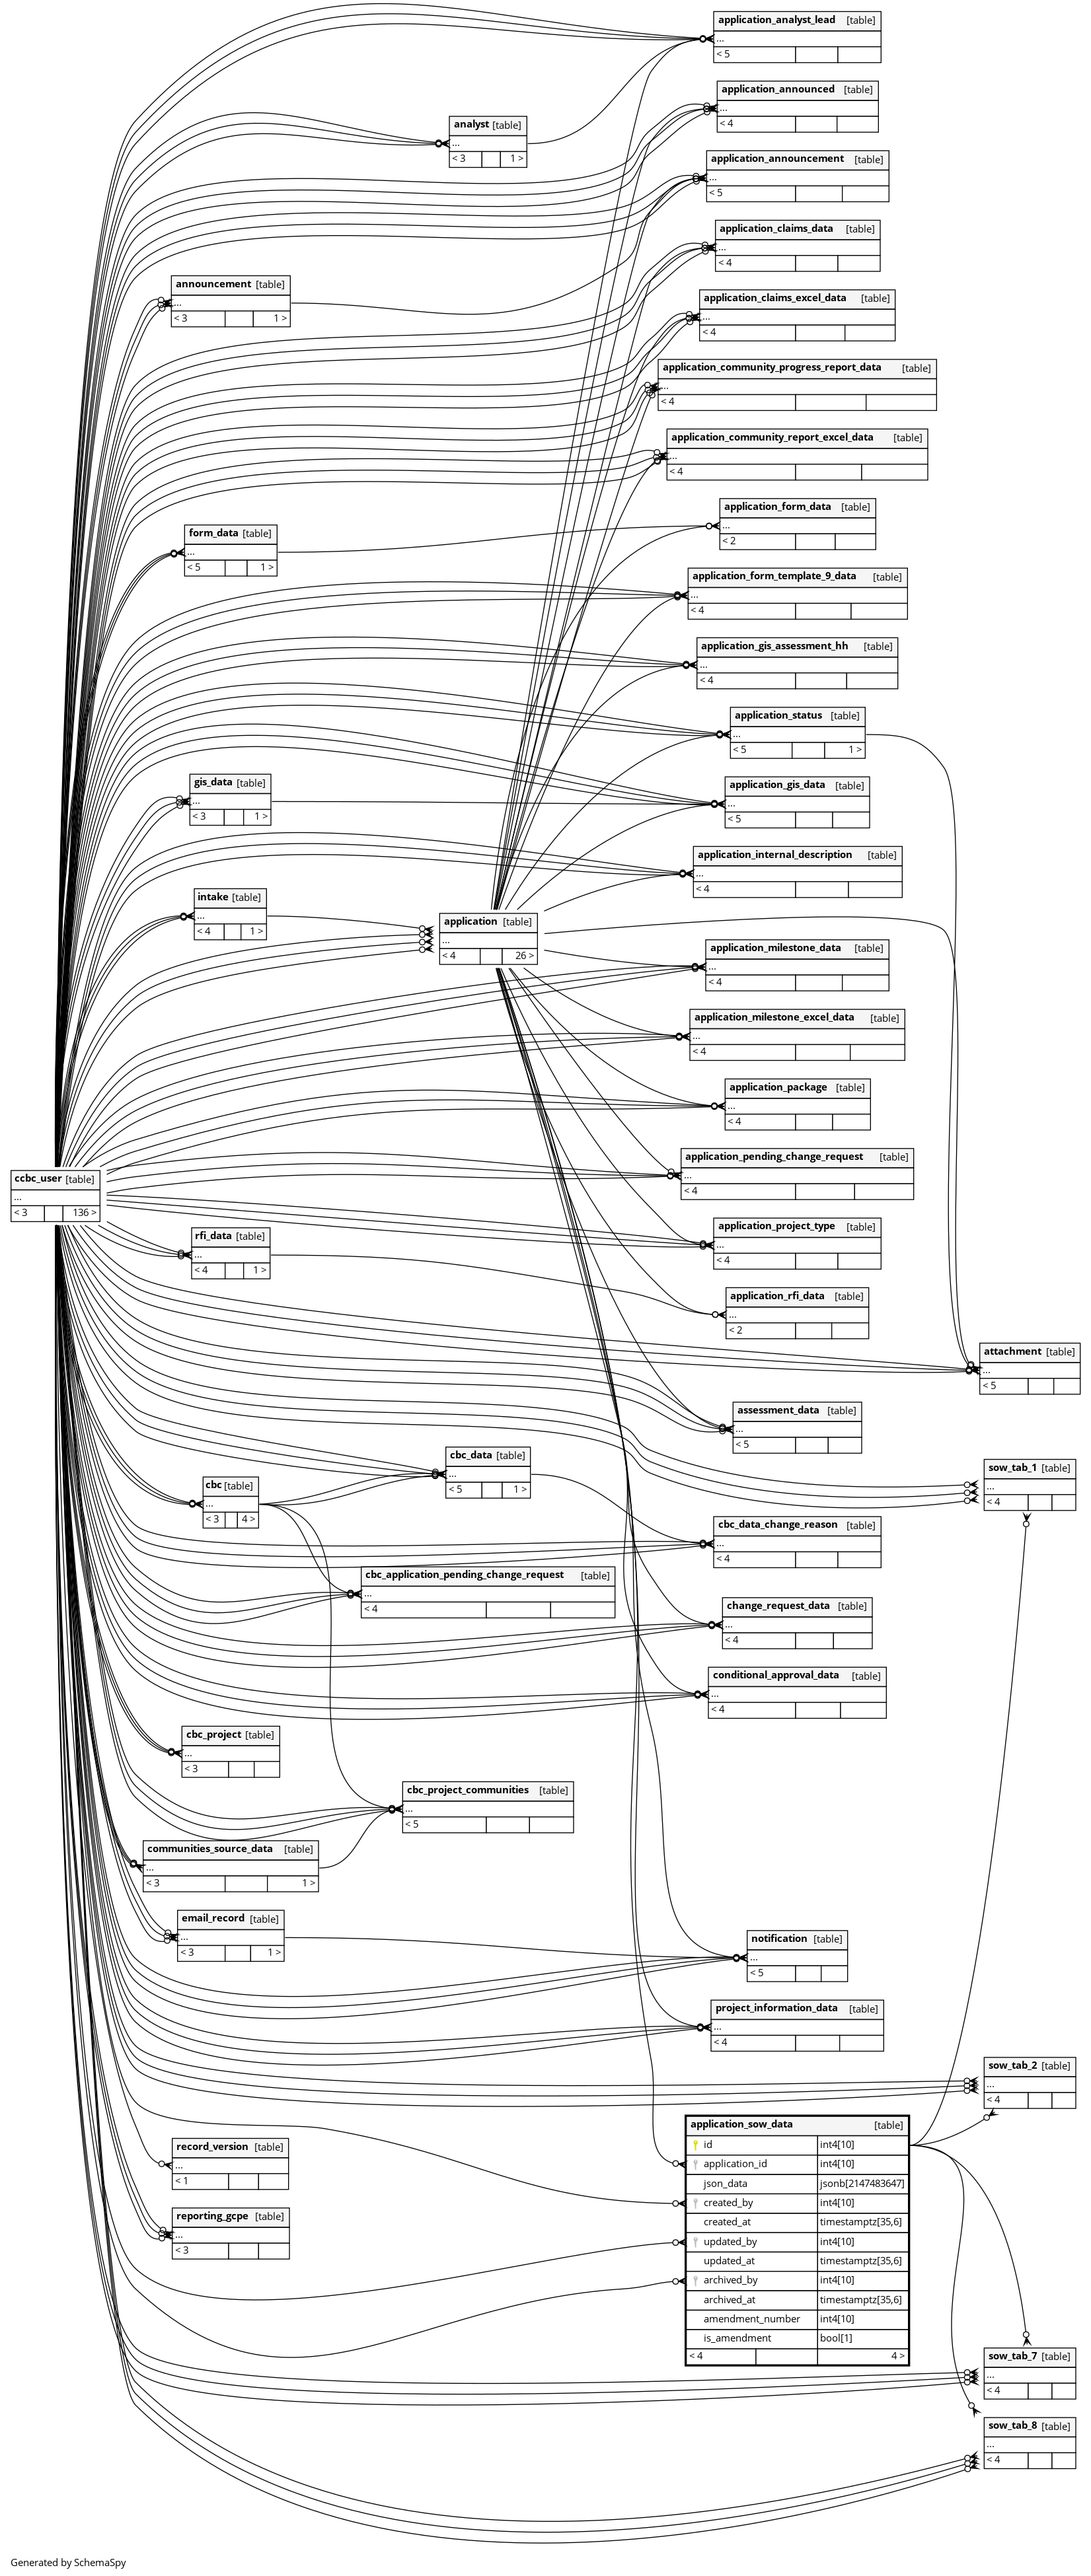 application_analyst_lead [table]
...
< 5
application_announced [table]
...
< 4
analyst [table]
...
< 3 1 >
application_announcement [table]
...
< 5
application_claims_data [table]
...
< 4
announcement [table]
...
< 3 1 >
application_claims_excel_data [table]
...
< 4
application_community_progress_report_data [table]
...
< 4
application_community_report_excel_data [table]
...
< 4
application_form_data [table]
...
< 2
form_data [table]
...
< 5 1 >
application_form_template_9_data [table]
...
< 4
application_gis_assessment_hh [table]
...
< 4
application_status [table]
...
< 5 1 >
gis_data [table]
...
< 3 1 >
application_gis_data [table]
...
< 5
application_internal_description [table]
...
< 4
intake [table]
...
< 4 1 >
application [table]
...
< 4 26 >
application_milestone_data [table]
...
< 4
application_milestone_excel_data [table]
...
< 4
application_package [table]
...
< 4
application_pending_change_request [table]
...
< 4
ccbc_user [table]
...
< 3 136 >
application_project_type [table]
...
< 4
rfi_data [table]
...
< 4 1 >
application_rfi_data [table]
...
< 2
attachment [table]
...
< 5
assessment_data [table]
...
< 5
cbc_data [table]
...
< 5 1 >
sow_tab_1 [table]
...
< 4
cbc [table]
...
< 3 4 >
cbc_data_change_reason [table]
...
< 4
cbc_application_pending_change_request [table]
...
< 4
change_request_data [table]
...
< 4
conditional_approval_data [table]
...
< 4
cbc_project [table]
...
< 3
cbc_project_communities [table]
...
< 5
communities_source_data [table]
...
< 3 1 >
email_record [table]
...
< 3 1 >
notification [table]
...
< 5
project_information_data [table]
...
< 4
sow_tab_2 [table]
...
< 4
application_sow_data [table]
id int4[10]
application_id int4[10]
json_data jsonb[2147483647]
created_by int4[10]
created_at timestamptz[35,6]
updated_by int4[10]
updated_at timestamptz[35,6]
archived_by int4[10]
archived_at timestamptz[35,6]
amendment_number int4[10]
is_amendment bool[1]
< 4 4 >
record_version [table]
...
< 1
reporting_gcpe [table]
...
< 3
sow_tab_7 [table]
...
< 4
sow_tab_8 [table]
...
< 4
Generated by SchemaSpy